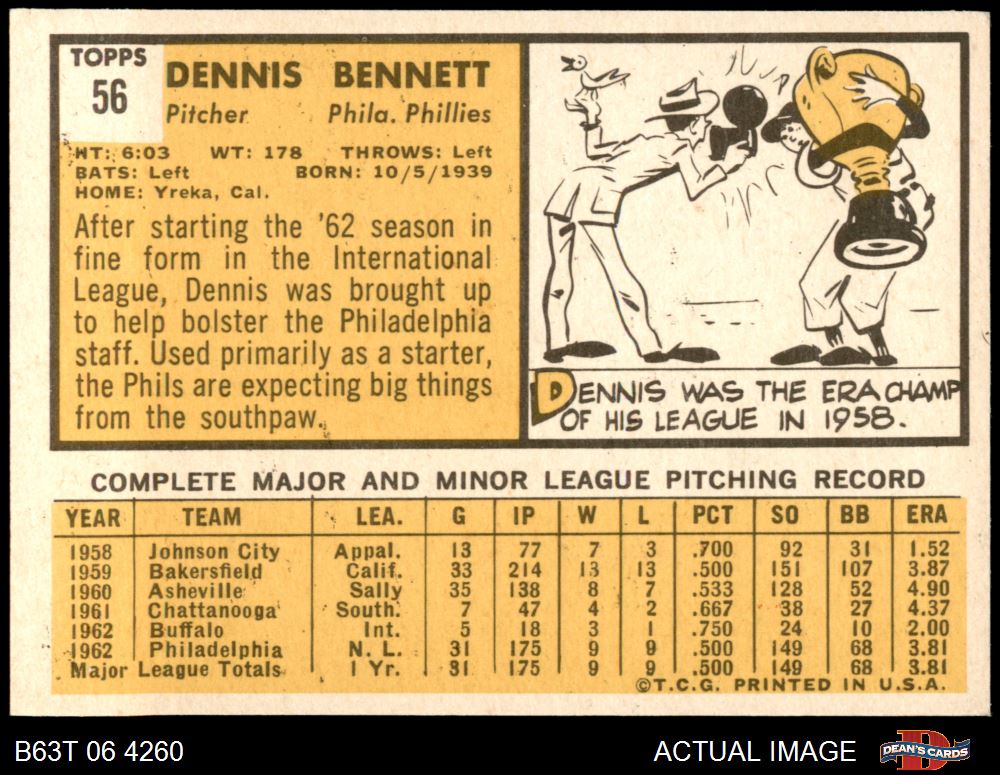 TOPPS
56
DENNIS BENNETT
Pitcher Phila. Phillies
HT: 6:03 WT: 178 THROWS: Left
BATS: Left BORN: 10/5/1939
HOME: Yreka, Cal.
After starting the '62 season in
fine form in the International
League, Dennis was brought up
to help bolster the Philadelphia
staff. Used primarily as a starter,
the Phils are expecting big things
from the southpaw.
DENNIS WAS THE ERA CHAMP
OF HIS LEAGUE IN 1958.
COMPLETE MAJOR AND MINOR LEAGUE PITCHING RECORD
YEAR TEAM LEA. G IP W L PCT SO BB ERA
1958 Johnson City Appal. 13 77 7 3 .700 92 31 1.52
1959 Bakersfield Calif. 33 214 13 13 .500 151 107 3.87
1960 Asheville Sally 35 138 8 7 .533 128 52 4.90
1961 Chattanooga South. 7 47 4 2 .667 38 27 4.37
1962 Buffalo Int. 5 18 3 1 .750 24 10 2.00
1962 Philadelphia N. L. 31 175 9 9 .500 149 68 3.81
Major League Totals 1 Yr. 31 175 9 9 .500 149 68 3.81
©T.C.G. PRINTED IN U.S.A.
B63T 06 4260 ACTUAL IMAGE
D
DEAN'S CARDS